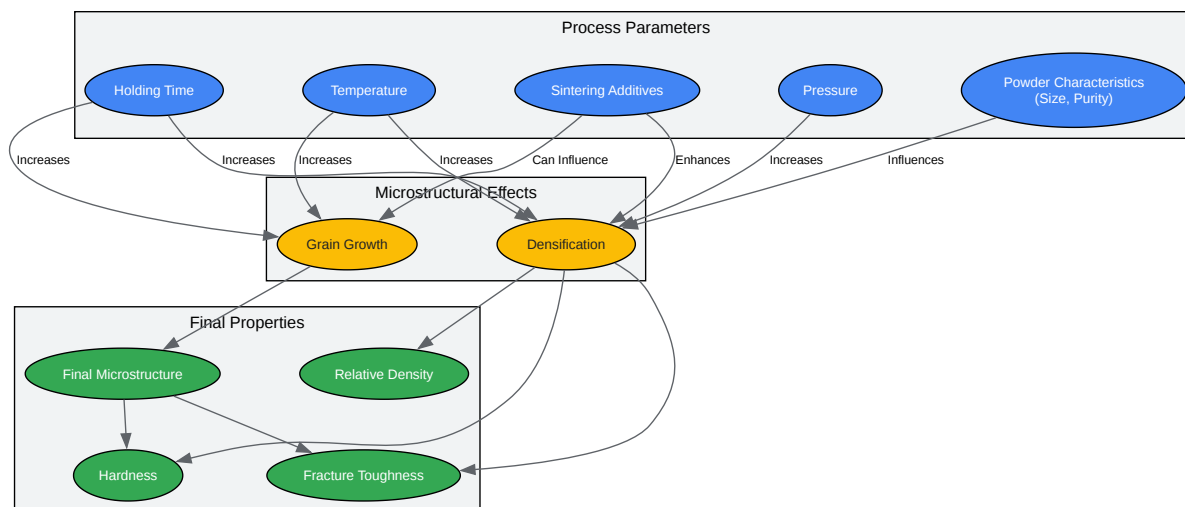 Process Parameters
Holding Time
Temperature
Sintering Additives
Pressure
Powder Characteristics
(Size, Purity)
Increases
Increases
Increases
Increases
Can Influence
Enhances
Increases
Influences
Microstructural Effects
Grain Growth
Densification
Final Properties
Final Microstructure
Relative Density
Hardness
Fracture Toughness